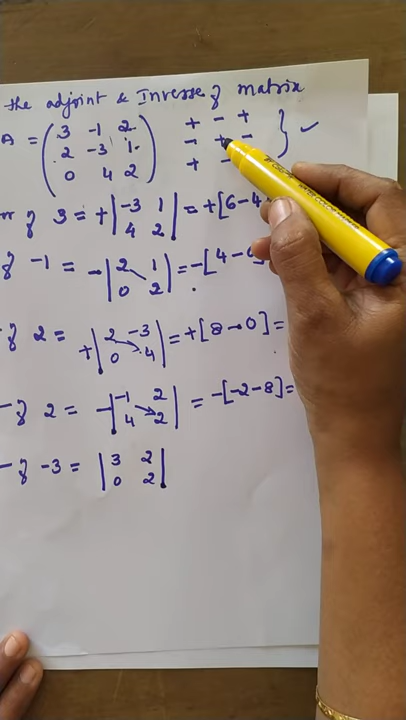 the adjoint & Inverse of matrix
A = ( 3 -1 2 + - +
2 -3 1 - + - } ✓
0 4 2 ) + -
of 3 = + | -3 1 | = + [6-4
4 2
of -1 = - | 2 1 | = - [4-0]
0 2
of 2 = + | 2 -3 | = + [8-0] =
0 4
of 2 = - | -1 2 | = - [-2-8] =
4 2
of -3 = | 3 2 |
0 2